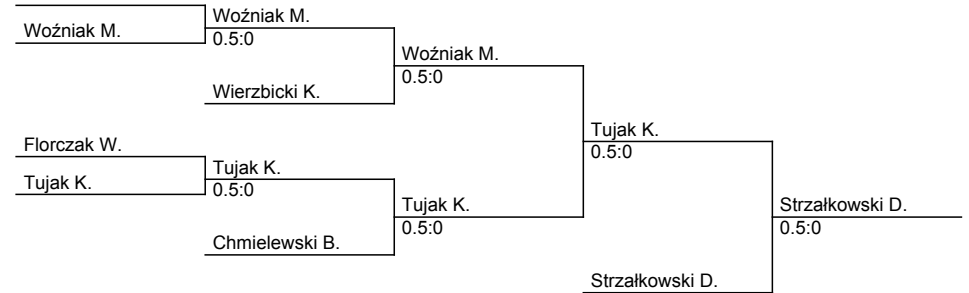 Woźniak M.
Woźniak M.
0.5:0
Wierzbicki K.
Woźniak M.
0.5:0
Florczak W.
Tujak K.
Tujak K.
0.5:0
Chmielewski B.
Tujak K.
0.5:0
Tujak K.
0.5:0
Strzałkowski D.
Strzałkowski D.
0.5:0